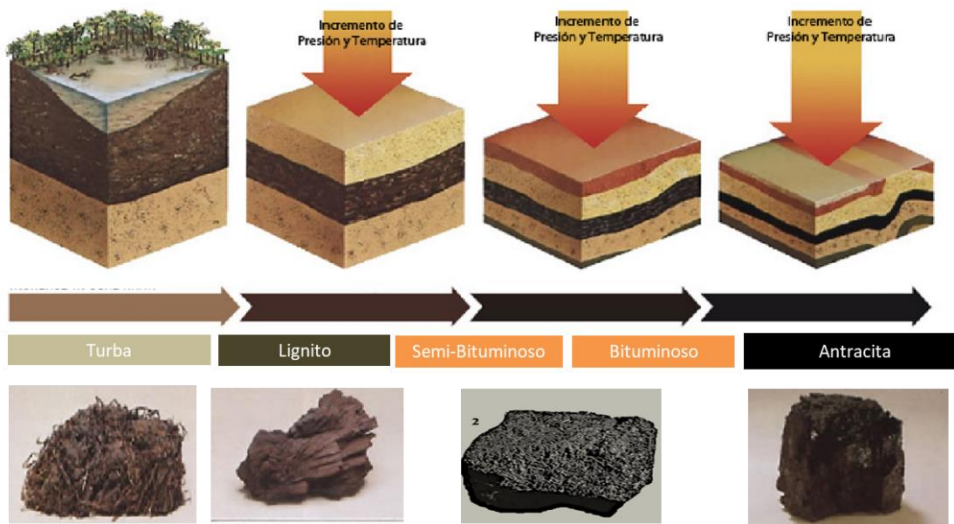 Incremento de
Presión y Temperatura
Incremento de
Presión y Temperatura
Incremento de
Presión y Temperatura
Turba
Lignito
Semi-Bituminoso
Bituminoso
Antracita
2